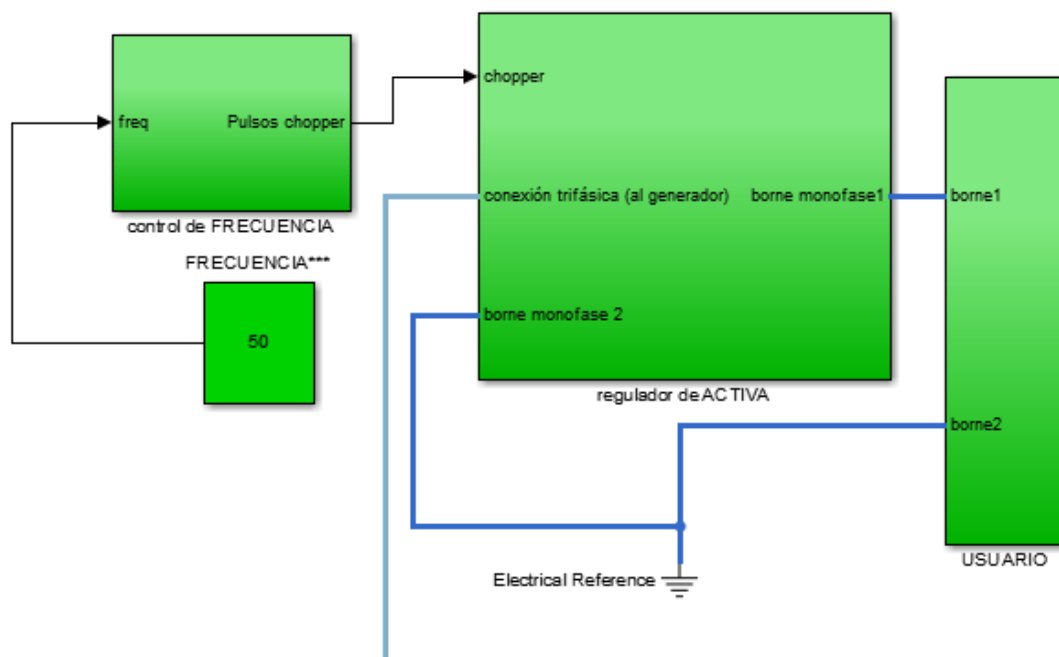 freq
Pulsos chopper
control de FRECUENCIA
FRECUENCIA***
50
chopper
conexión trifásica (al generador)
borne monofase1
borne monofase 2
regulador de ACTIVA
borne1
borne2
USUARIO
Electrical Reference